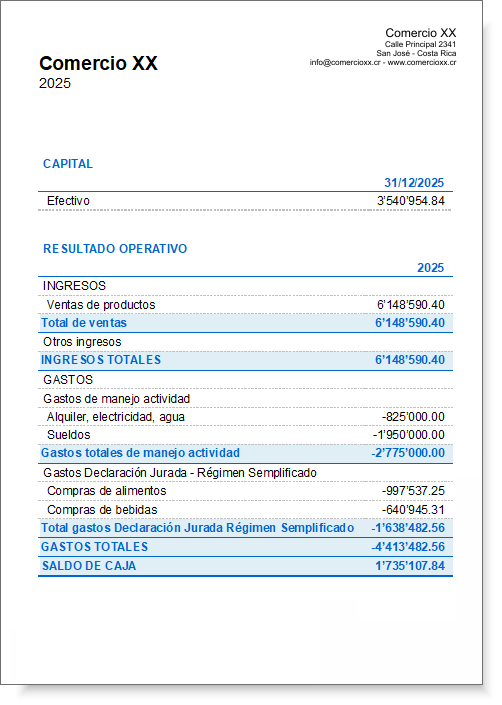 Comercio XX
Calle Principal 2341
San José - Costa Rica
info@comercioxx.cr - www.comercioxx.cr
Comercio XX
2025
CAPITAL
31/12/2025
Efectivo 3'540'954.84
RESULTADO OPERATIVO
2025
INGRESOS
Ventas de productos 6'148'590.40
Total de ventas 6'148'590.40
Otros ingresos
INGRESOS TOTALES 6'148'590.40
GASTOS
Gastos de manejo actividad
Alquiler, electricidad, agua -825'000.00
Sueldos -1'950'000.00
Gastos totales de manejo actividad -2'775'000.00
Gastos Declaración Jurada - Régimen Semplificado
Compras de alimentos -997'537.25
Compras de bebidas -640'945.31
Total gastos Declaración Jurada Régimen Semplificado -1'638'482.56
GASTOS TOTALES -4'413'482.56
SALDO DE CAJA 1'735'107.84